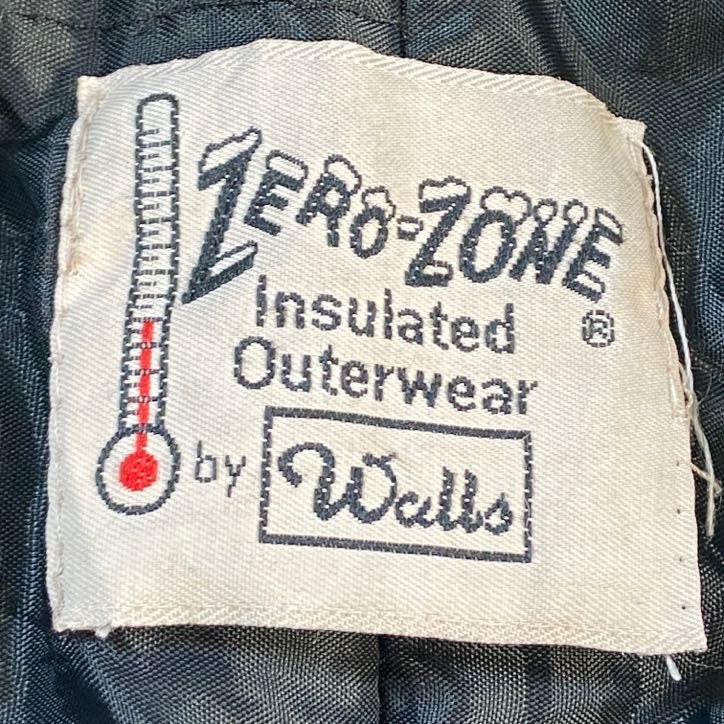 ZERO-ZONE
®
Insulated
Outerwear
by Walls